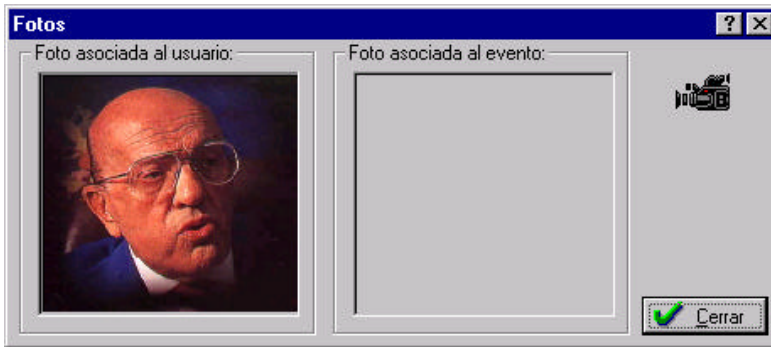 Fotos
Foto asociada al usuario:
Foto asociada al evento:
Cerrar